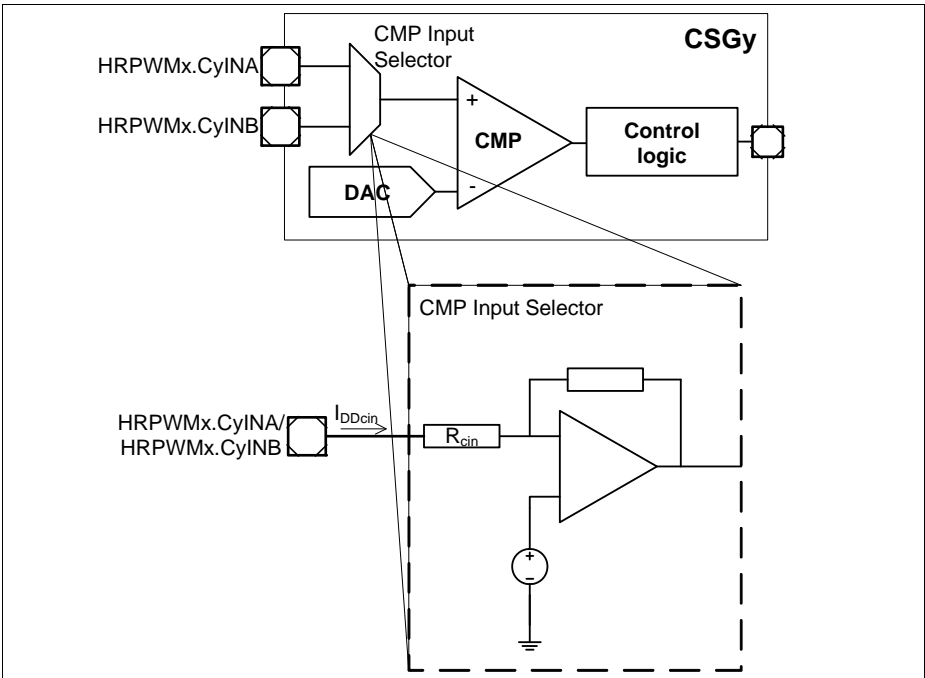 CSGy
CMP Input
Selector
HRPWMx.CyINA
HRPWMx.CyINB
+
CMP
-
Control
logic
DAC
CMP Input Selector
HRPWMx.CyINA/
HRPWMx.CyINB
IDDcin
Rcin
+
-